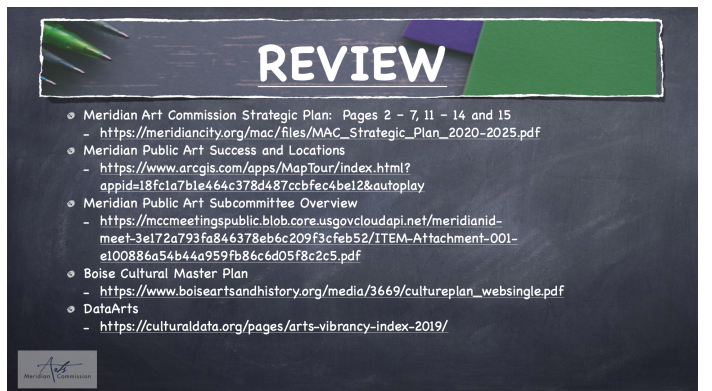 REVIEW
Meridian Art Commission Strategic Plan: Pages 2 – 7, 11 – 14 and 15
– https://meridiancity.org/mac/files/MAC_Strategic_Plan_2020-2025.pdf
Meridian Public Art Success and Locations
– https://www.arcgis.com/apps/MapTour/index.html?
appid=18fc1a7b1e464c378d487ccbfec4be12&autoplay
Meridian Public Art Subcommittee Overview
– https://mccmeetingspublic.blob.core.usgovcloudapi.net/meridianid-
meet-3e172a793fa846378eb6c209f3cfeb52/ITEM-Attachment-001-
e100886a54b44a959fb86c6d05f8c2c5.pdf
Boise Cultural Master Plan
– https://www.boiseartsandhistory.org/media/3669/cultureplan_websingle.pdf
DataArts
– https://culturaldata.org/pages/arts-vibrancy-index-2019/
Meridian Arts Commission